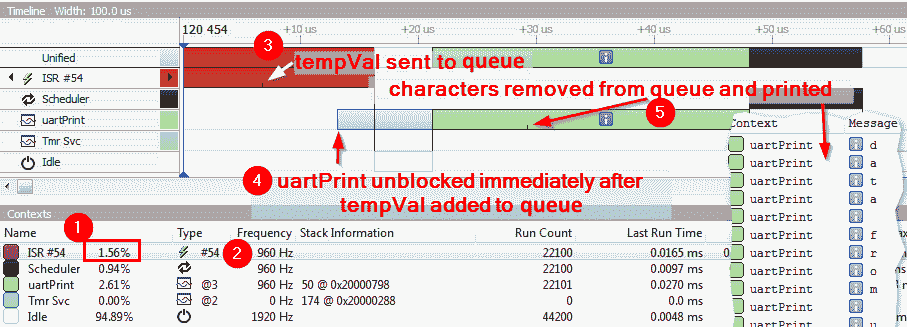 Timeline Width: 100.0 us
120 454 +10 us +20 us +30 us +40 us +50 us +60 us
Unified
ISR #54
Scheduler
uartPrint
Tmr Svc
Idle
3 tempVal sent to queue
characters removed from queue and printed
5
4 uartPrint unblocked immediately after
tempVal added to queue
Context Message
uartPrint d
uartPrint a
uartPrint t
uartPrint a
uartPrint
uartPrint f
uartPrint r
uartPrint o
uartPrint m
uartPrint
Contexts
1
2
Name Type Frequency Stack Information Run Count Last Run Time
ISR #54 1.56% #54 960 Hz 22100 0.0165 ms
Scheduler 0.94% 960 Hz 22100 0.0097 ms
uartPrint 2.61% @3 960 Hz 50 @ 0x20000798 22101 0.0270 ms
Tmr Svc 0.00% @2 0 Hz 174 @ 0x20000288 0 0.0 ms
Idle 94.89% 1920 Hz 44200 0.0048 ms